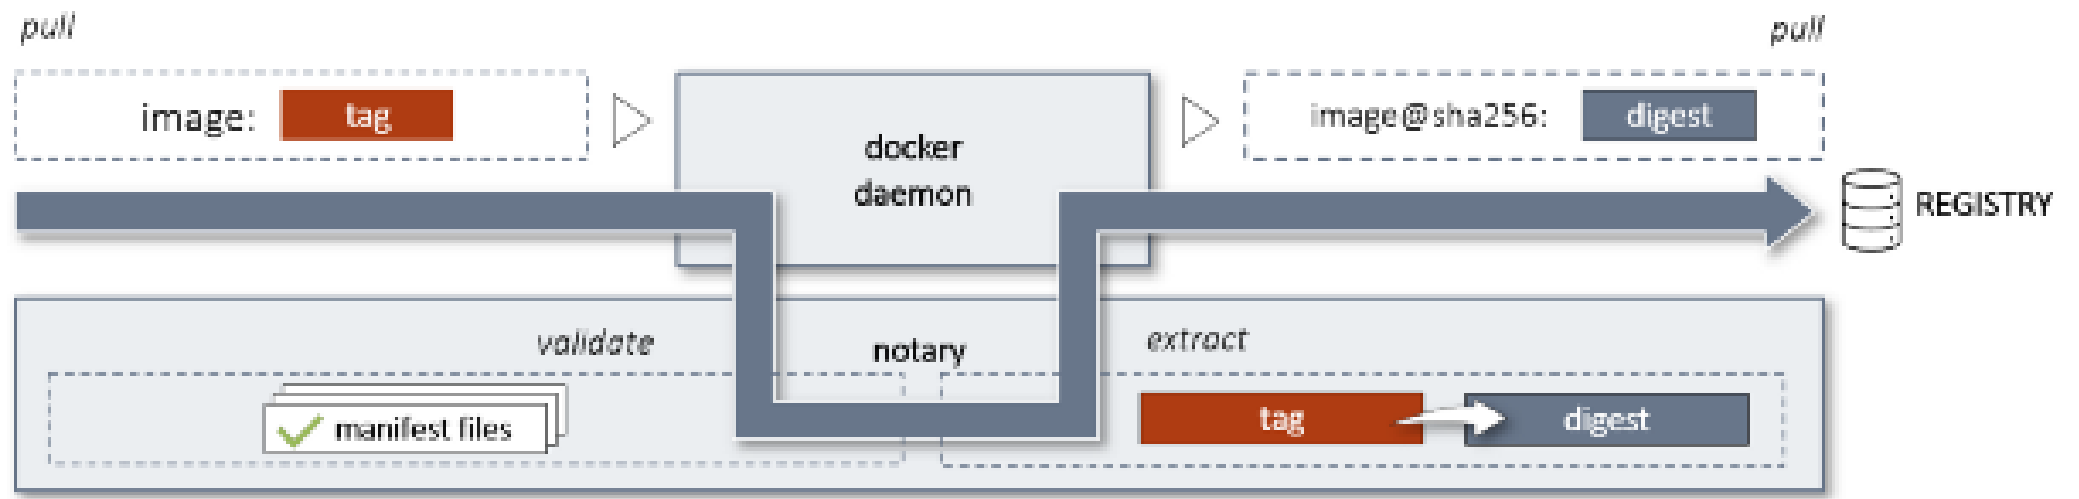 pull
pull
image: tag
docker
daemon
image@sha256: digest
REGISTRY
validate
notary
extract
manifest files
tag
digest